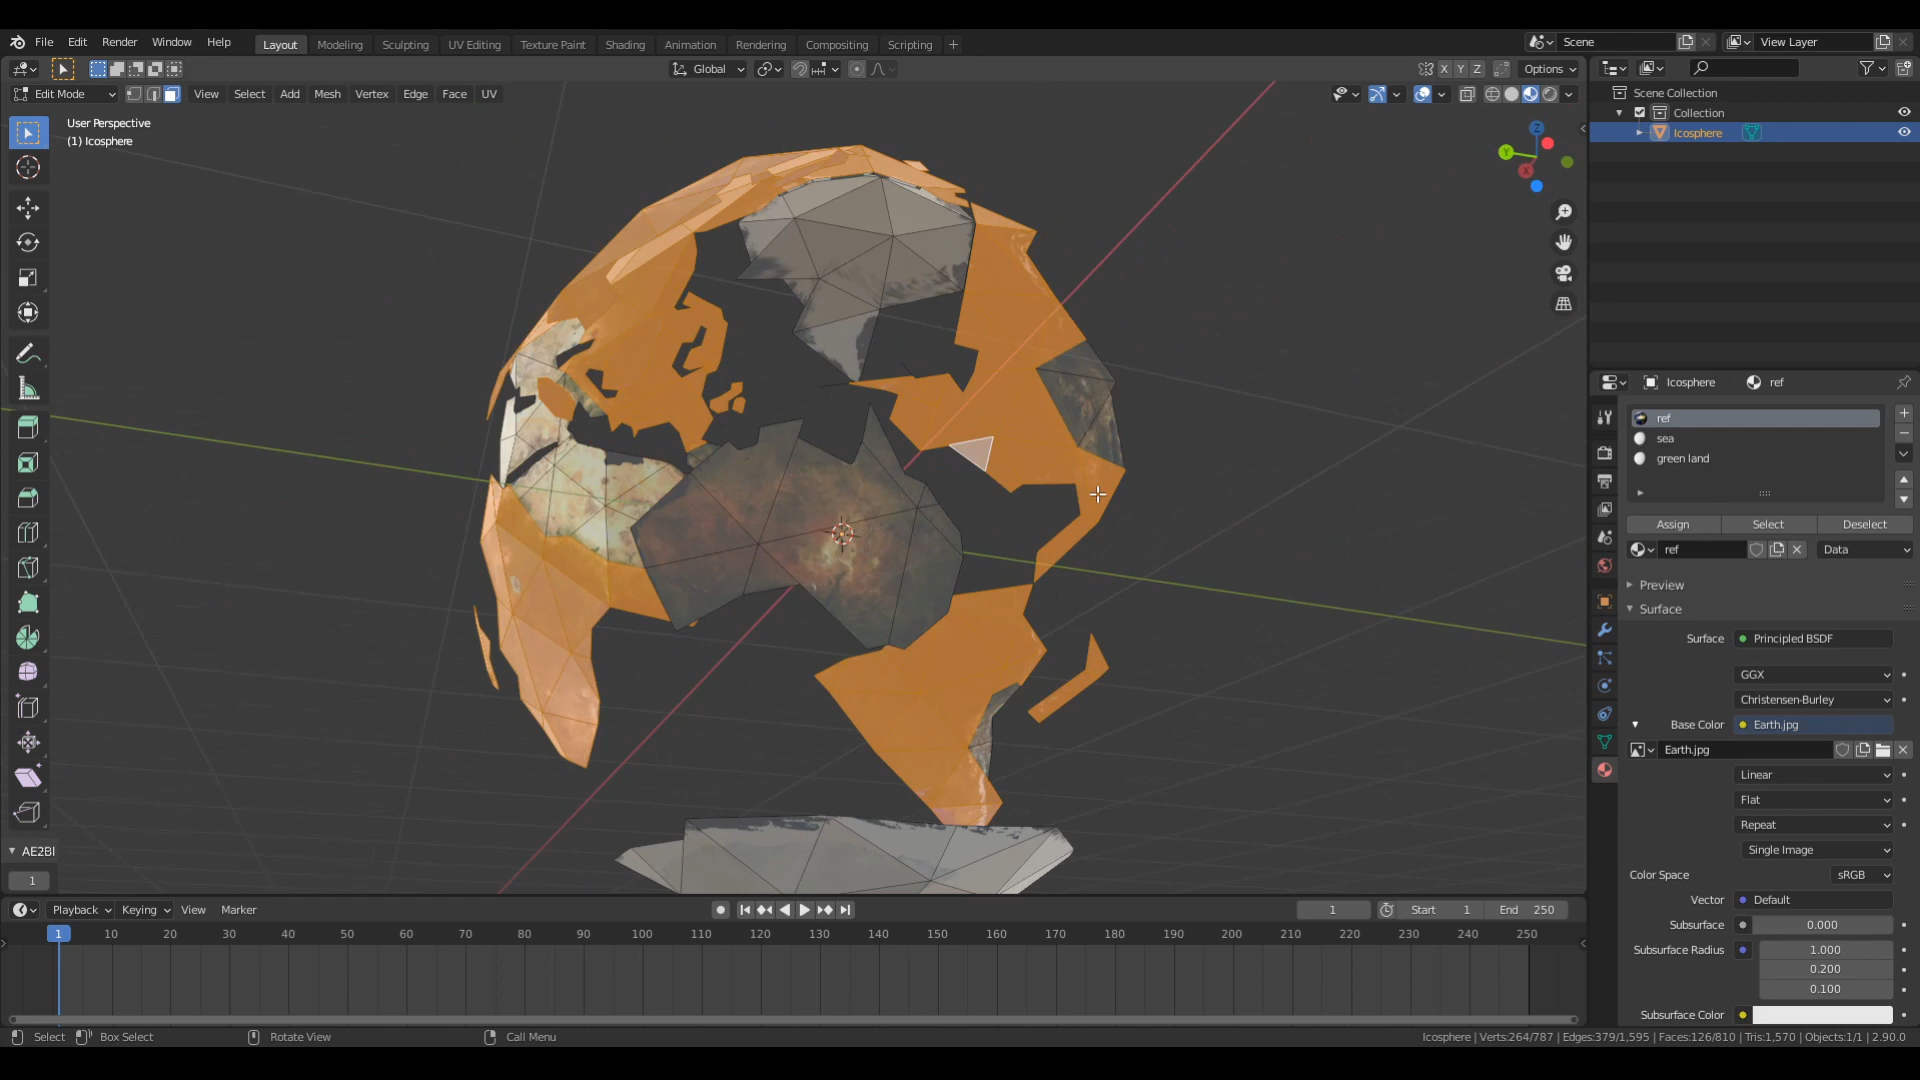 File Edit Render Window Help Layout Modeling Sculpting UV Editing Texture Paint Shading Animation Rendering Compositing Scripting + Scene View Layer
Global X Y Z Options
Edit Mode View Select Add Mesh Vertex Edge Face UV
Scene Collection
Collection
Icosphere
User Perspective
(1) Icosphere
Z
Y
X
Icosphere ref
ref
sea
green land
Assign Select Deselect
ref Data
Preview
Surface
Surface Principled BSDF
GGX
Christensen-Burley
Base Color Earth.jpg
Earth.jpg
Linear
Flat
Repeat
Single Image
Color Space sRGB
Vector Default
Subsurface 0.000
Subsurface Radius 1.000
0.200
0.100
Subsurface Color
AE2Bl
1
Playback Keying View Marker 1 Start 1 End 250
1 10 20 30 40 50 60 70 80 90 100 110 120 130 140 150 160 170 180 190 200 210 220 230 240 250
Select Box Select Rotate View Call Menu Icosphere | Verts:264/787 | Edges:379/1,595 | Faces:126/810 | Tris:1,570 | Objects:1/1 | 2.90.0